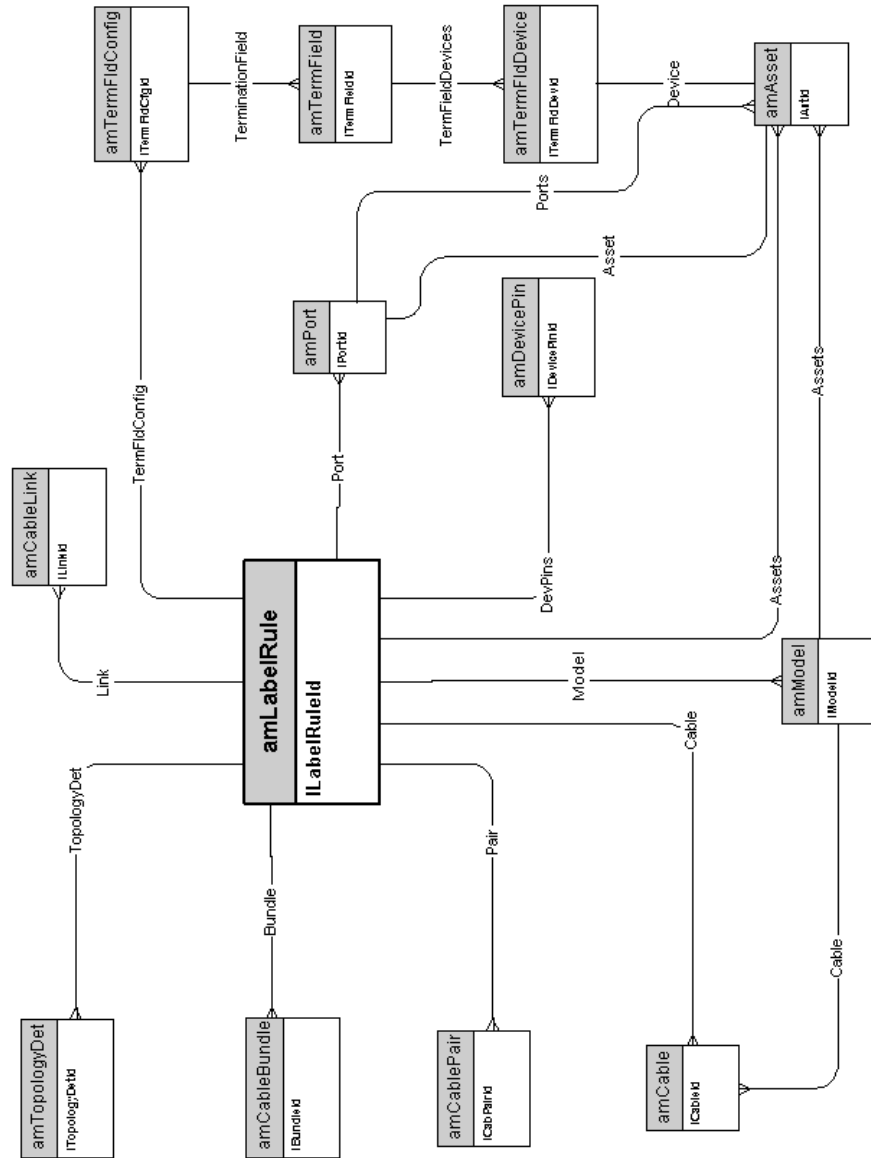 amTopologyDet
lTopologyDetId
amCableLink
lLinkId
TopologyDet
Link
TermFldConfig
amTermFldConfig
lTermFldCfgId
TerminationField
amCableBundle
lBundleId
Bundle
amLabelRule
lLabelRuleId
Port
amPort
lPortId
amTermField
lTermFieldId
TermFieldDevices
amCablePair
lCabPairId
Pair
DevPins
amDevicePin
lDevicePinId
Ports
amTermFldDevice
lTermFldDevId
Asset
Device
amCable
lCableId
Cable
Model
Assets
amModel
lModelId
Cable
Assets
amAsset
lAstId